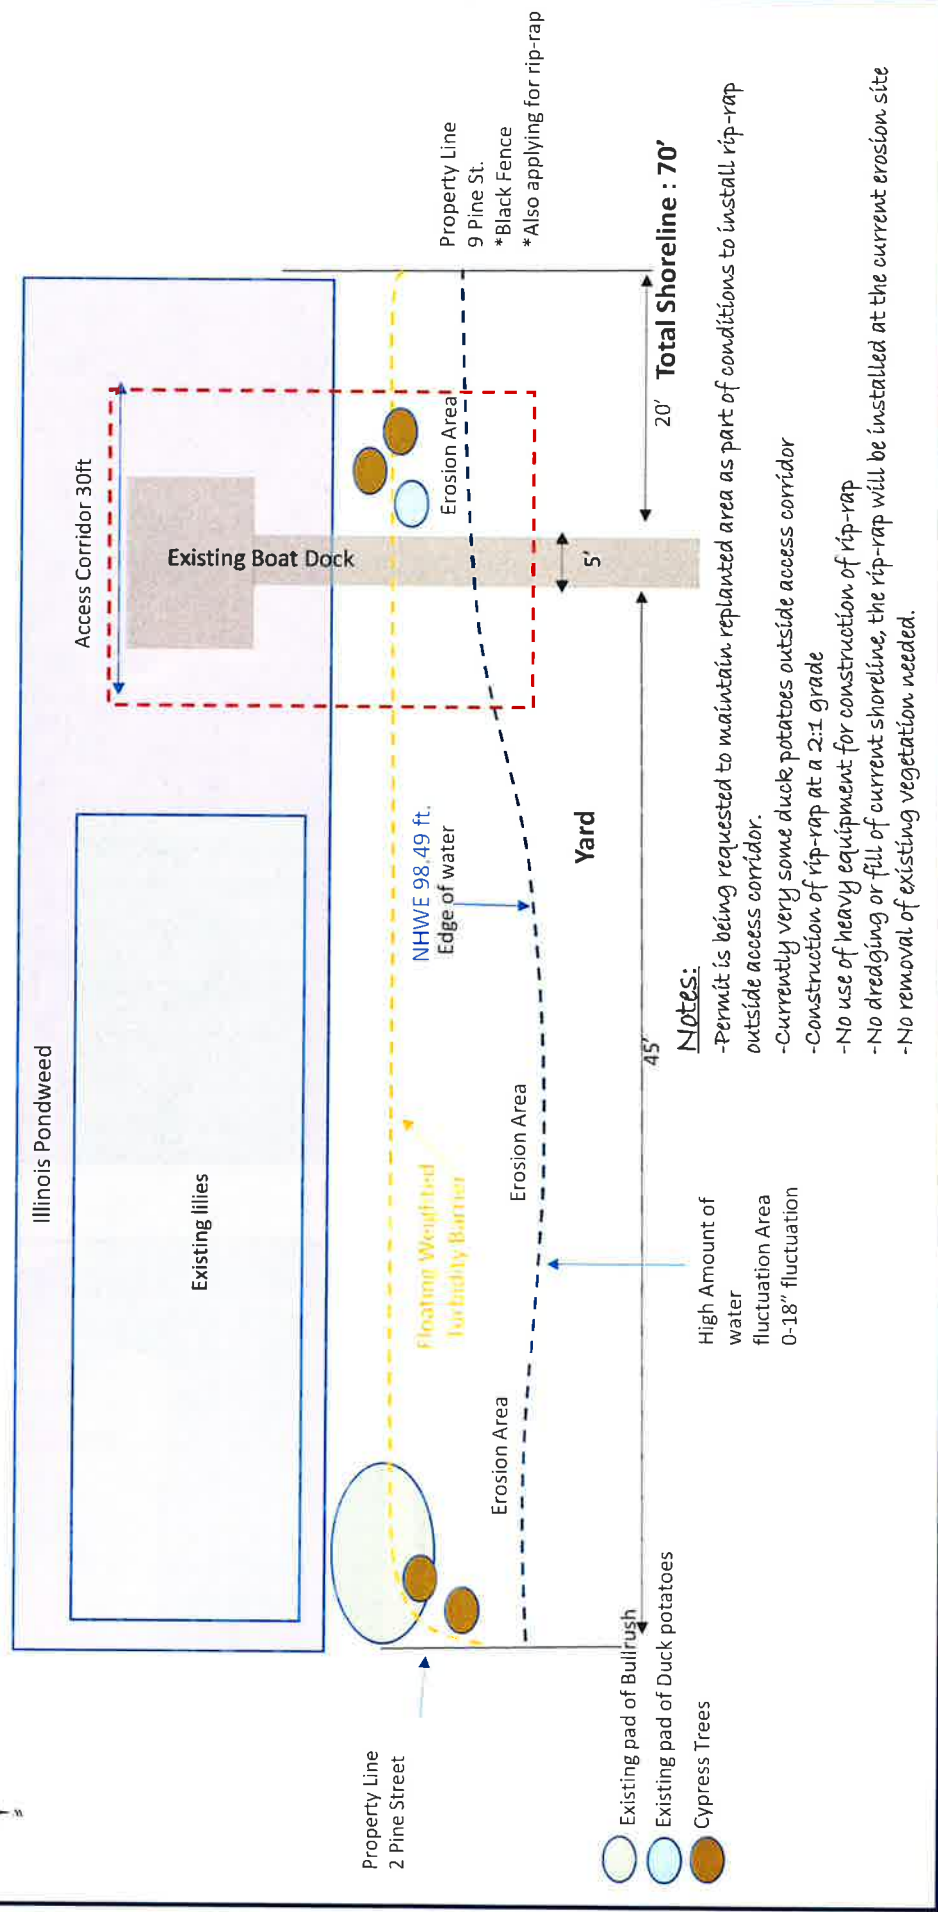 Illinois Pondweed
Existing lilies
Access Corridor 30ft
Existing Boat Dock
Floating Weighted
Turbidity Barrier
NHWE 98.49 ft.
Edge of water
Erosion Area
Erosion Area
Erosion Area
Property Line
9 Pine St.
*Black Fence
*Also applying for rip-rap
Property Line
2 Pine Street
Yard
5'
20'
45'
Total Shoreline : 70'
High Amount of
water
fluctuation Area
0-18" fluctuation
Existing pad of Bullrush
Existing pad of Duck potatoes
Cypress Trees
Notes:
-Permit is being requested to maintain replanted area as part of conditions to install rip-rap
outside access corridor.
-Currently very some duck potatoes outside access corridor
-Construction of rip-rap at a 2:1 grade
-No use of heavy equipment for construction of rip-rap
-No dredging or fill of current shoreline, the rip-rap will be installed at the current erosion site
-No removal of existing vegetation needed.